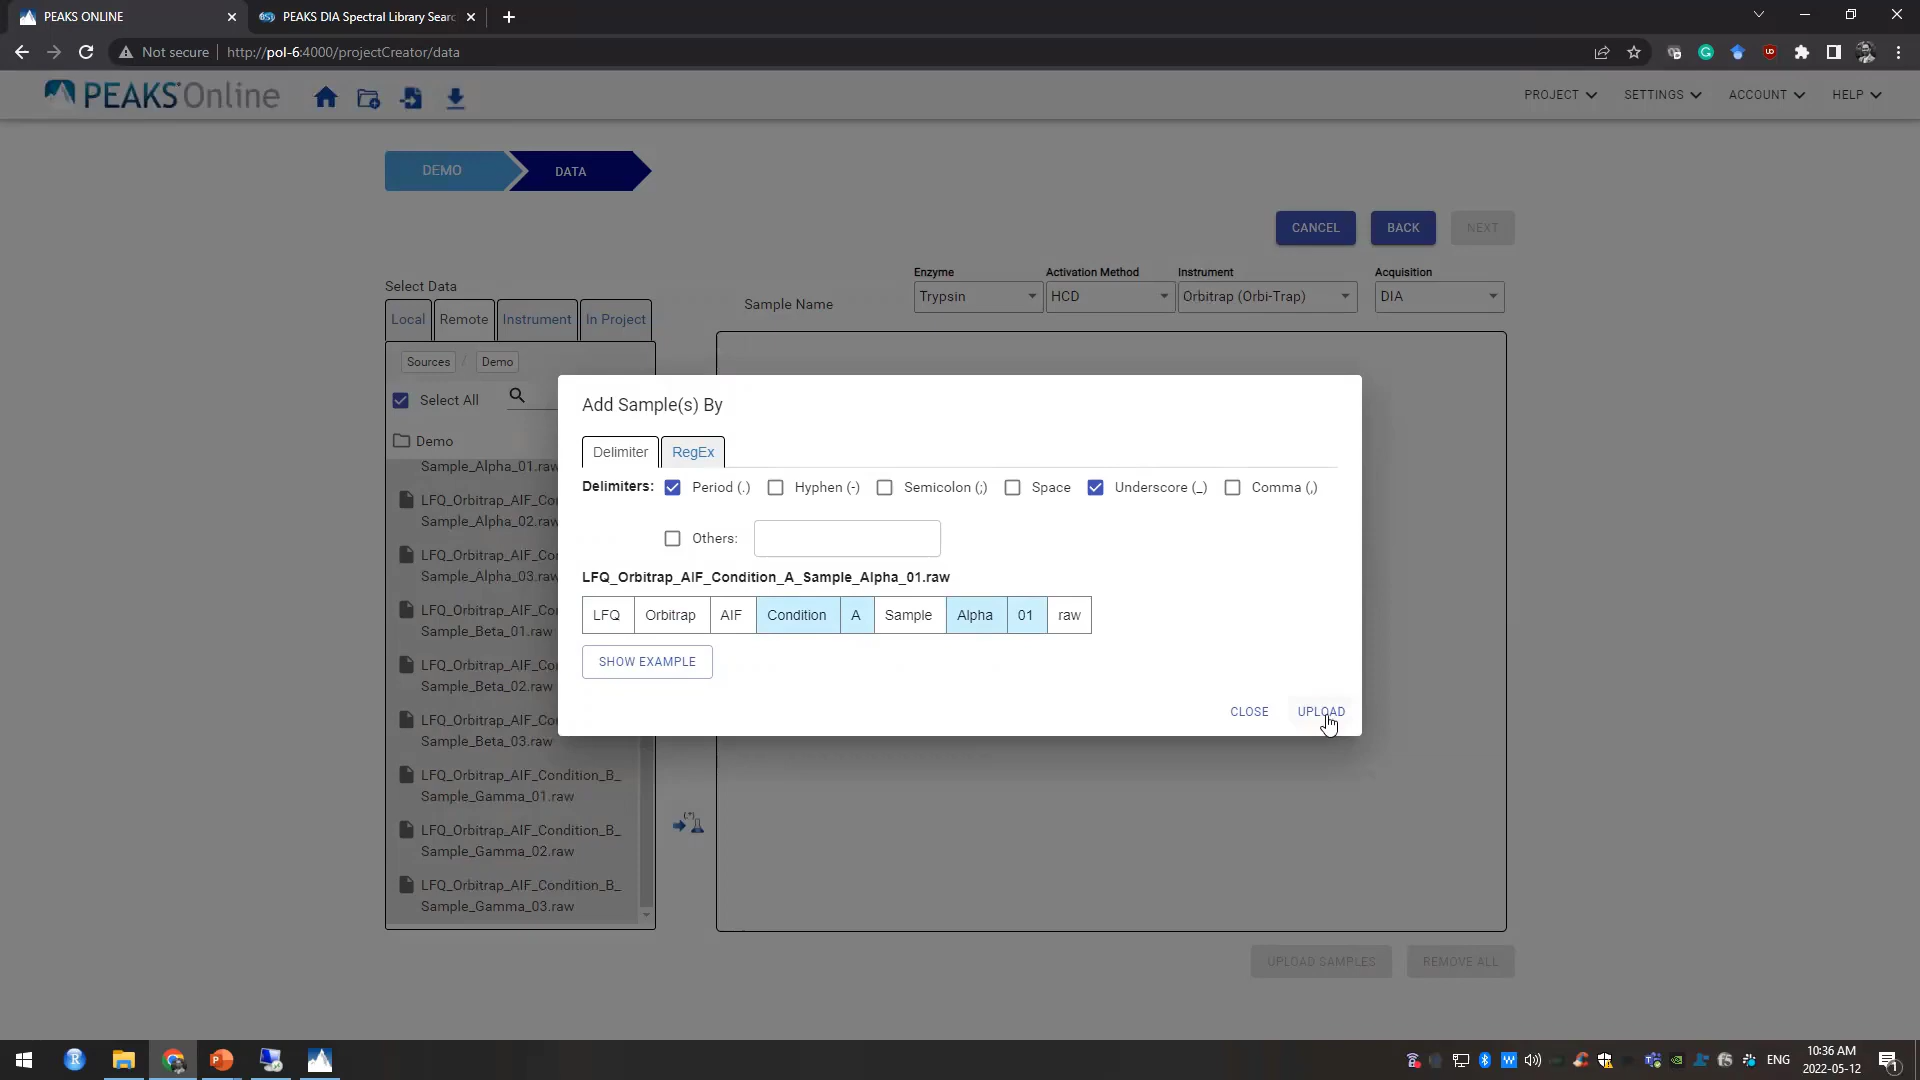 PEAKS ONLINE
PEAKS DIA Spectral Library Searc
Not secure
http://pol-6:4000/projectCreator/data
PEAKS Online
PROJECT
SETTINGS
ACCOUNT
HELP
DEMO
DATA
CANCEL
BACK
NEXT
Select Data
Local
Remote
Instrument
In Project
Sample Name
Enzyme
Activation Method
Instrument
Acquisition
Trypsin
HCD
Orbitrap (Orbi-Trap)
DIA
Sources / Demo
Select All
Demo
Sample_Alpha_01.raw
LFQ_Orbitrap_AIF_Con
Sample_Alpha_02.raw
LFQ_Orbitrap_AIF_Con
Sample_Alpha_03.raw
LFQ_Orbitrap_AIF_Con
Sample_Beta_01.raw
LFQ_Orbitrap_AIF_Con
Sample_Beta_02.raw
LFQ_Orbitrap_AIF_Con
Sample_Beta_03.raw
LFQ_Orbitrap_AIF_Condition_B_
Sample_Gamma_01.raw
LFQ_Orbitrap_AIF_Condition_B_
Sample_Gamma_02.raw
LFQ_Orbitrap_AIF_Condition_B_
Sample_Gamma_03.raw
Add Sample(s) By
Delimiter
RegEx
Delimiters: Period (.) Hyphen (-) Semicolon (;) Space Underscore (_) Comma (,)
Others:
LFQ_Orbitrap_AIF_Condition_A_Sample_Alpha_01.raw
LFQ Orbitrap AIF Condition A Sample Alpha 01 raw
SHOW EXAMPLE
CLOSE
UPLOAD
UPLOAD SAMPLES
REMOVE ALL
ENG
10:36 AM
2022-05-12